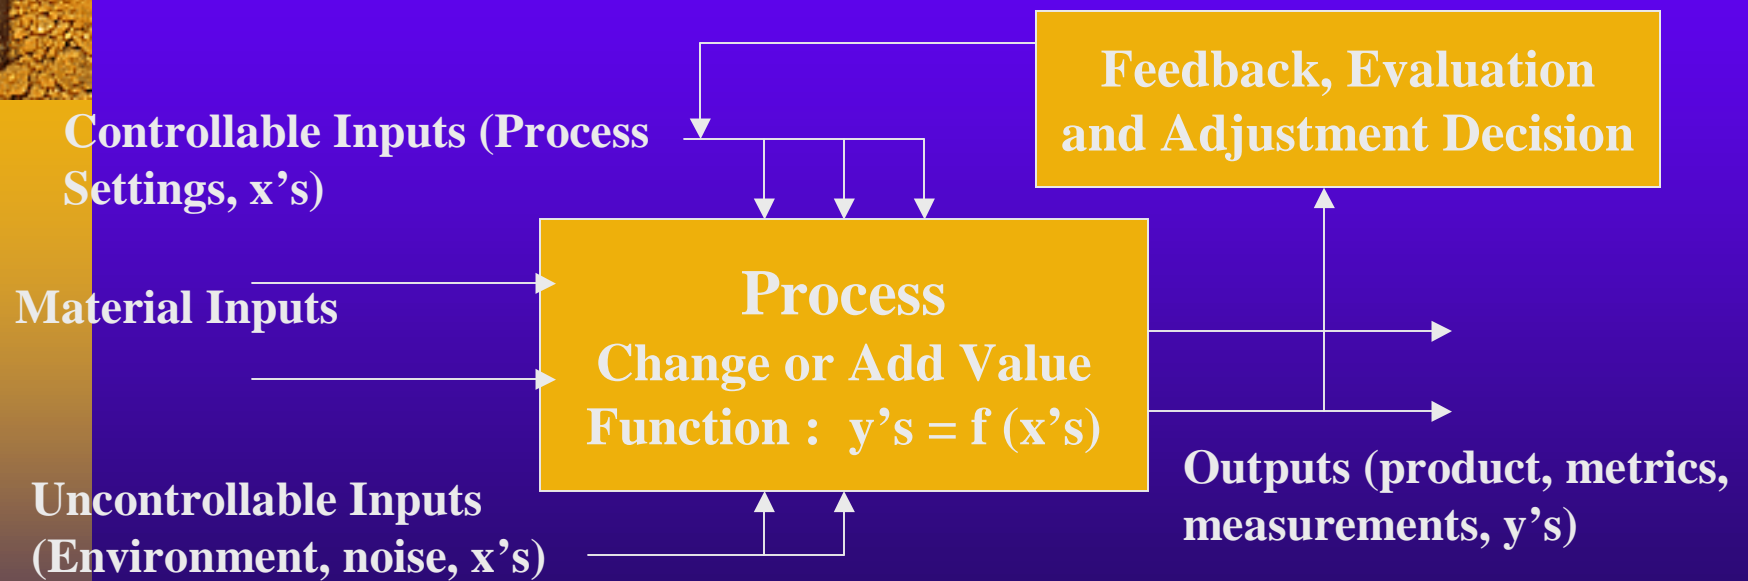 Feedback, Evaluation
and Adjustment Decision
Controllable Inputs (Process
Settings, x’s)
Material Inputs
Process
Change or Add Value
Function :  y’s = f (x’s)
Uncontrollable Inputs
(Environment, noise, x’s)
Outputs (product, metrics,
measurements, y’s)